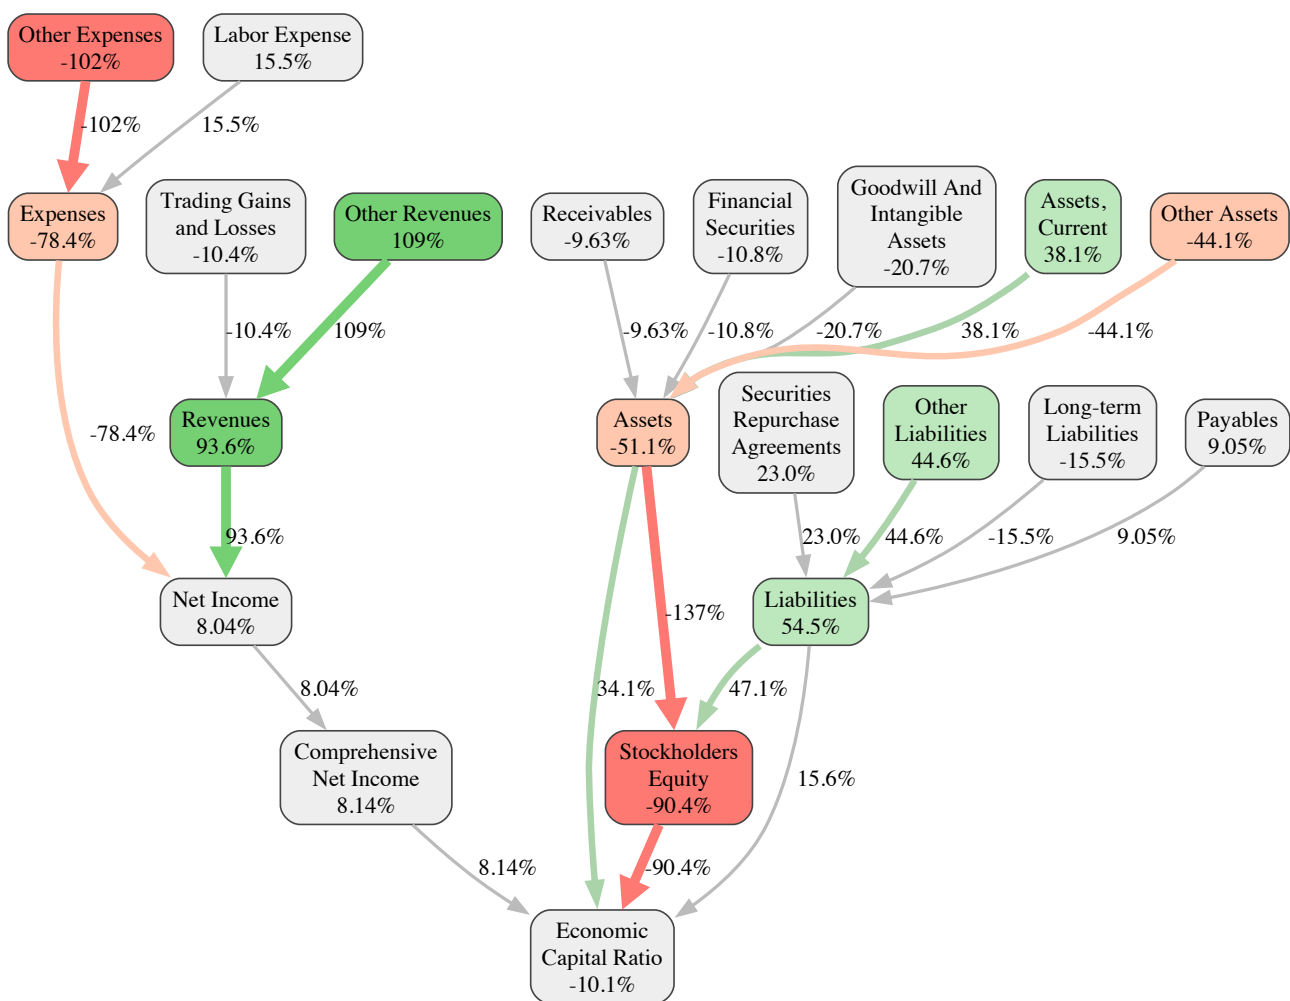 Other Expenses
-102%
Labor Expense
15.5%
-102%
15.5%
Expenses
-78.4%
Trading Gains
and Losses
-10.4%
Other Revenues
109%
Receivables
-9.63%
Financial
Securities
-10.8%
Goodwill And
Intangible
Assets
-20.7%
Assets,
Current
38.1%
Other Assets
-44.1%
-10.4%
109%
-9.63%
-10.8%
-20.7%
38.1%
-44.1%
-78.4%
Revenues
93.6%
Assets
-51.1%
Securities
Repurchase
Agreements
23.0%
Other
Liabilities
44.6%
Long-term
Liabilities
-15.5%
Payables
9.05%
93.6%
23.0%
44.6%
-15.5%
9.05%
Net Income
8.04%
-137%
Liabilities
54.5%
8.04%
34.1%
47.1%
Comprehensive
Net Income
8.14%
Stockholders
Equity
-90.4%
15.6%
8.14%
-90.4%
Economic
Capital Ratio
-10.1%